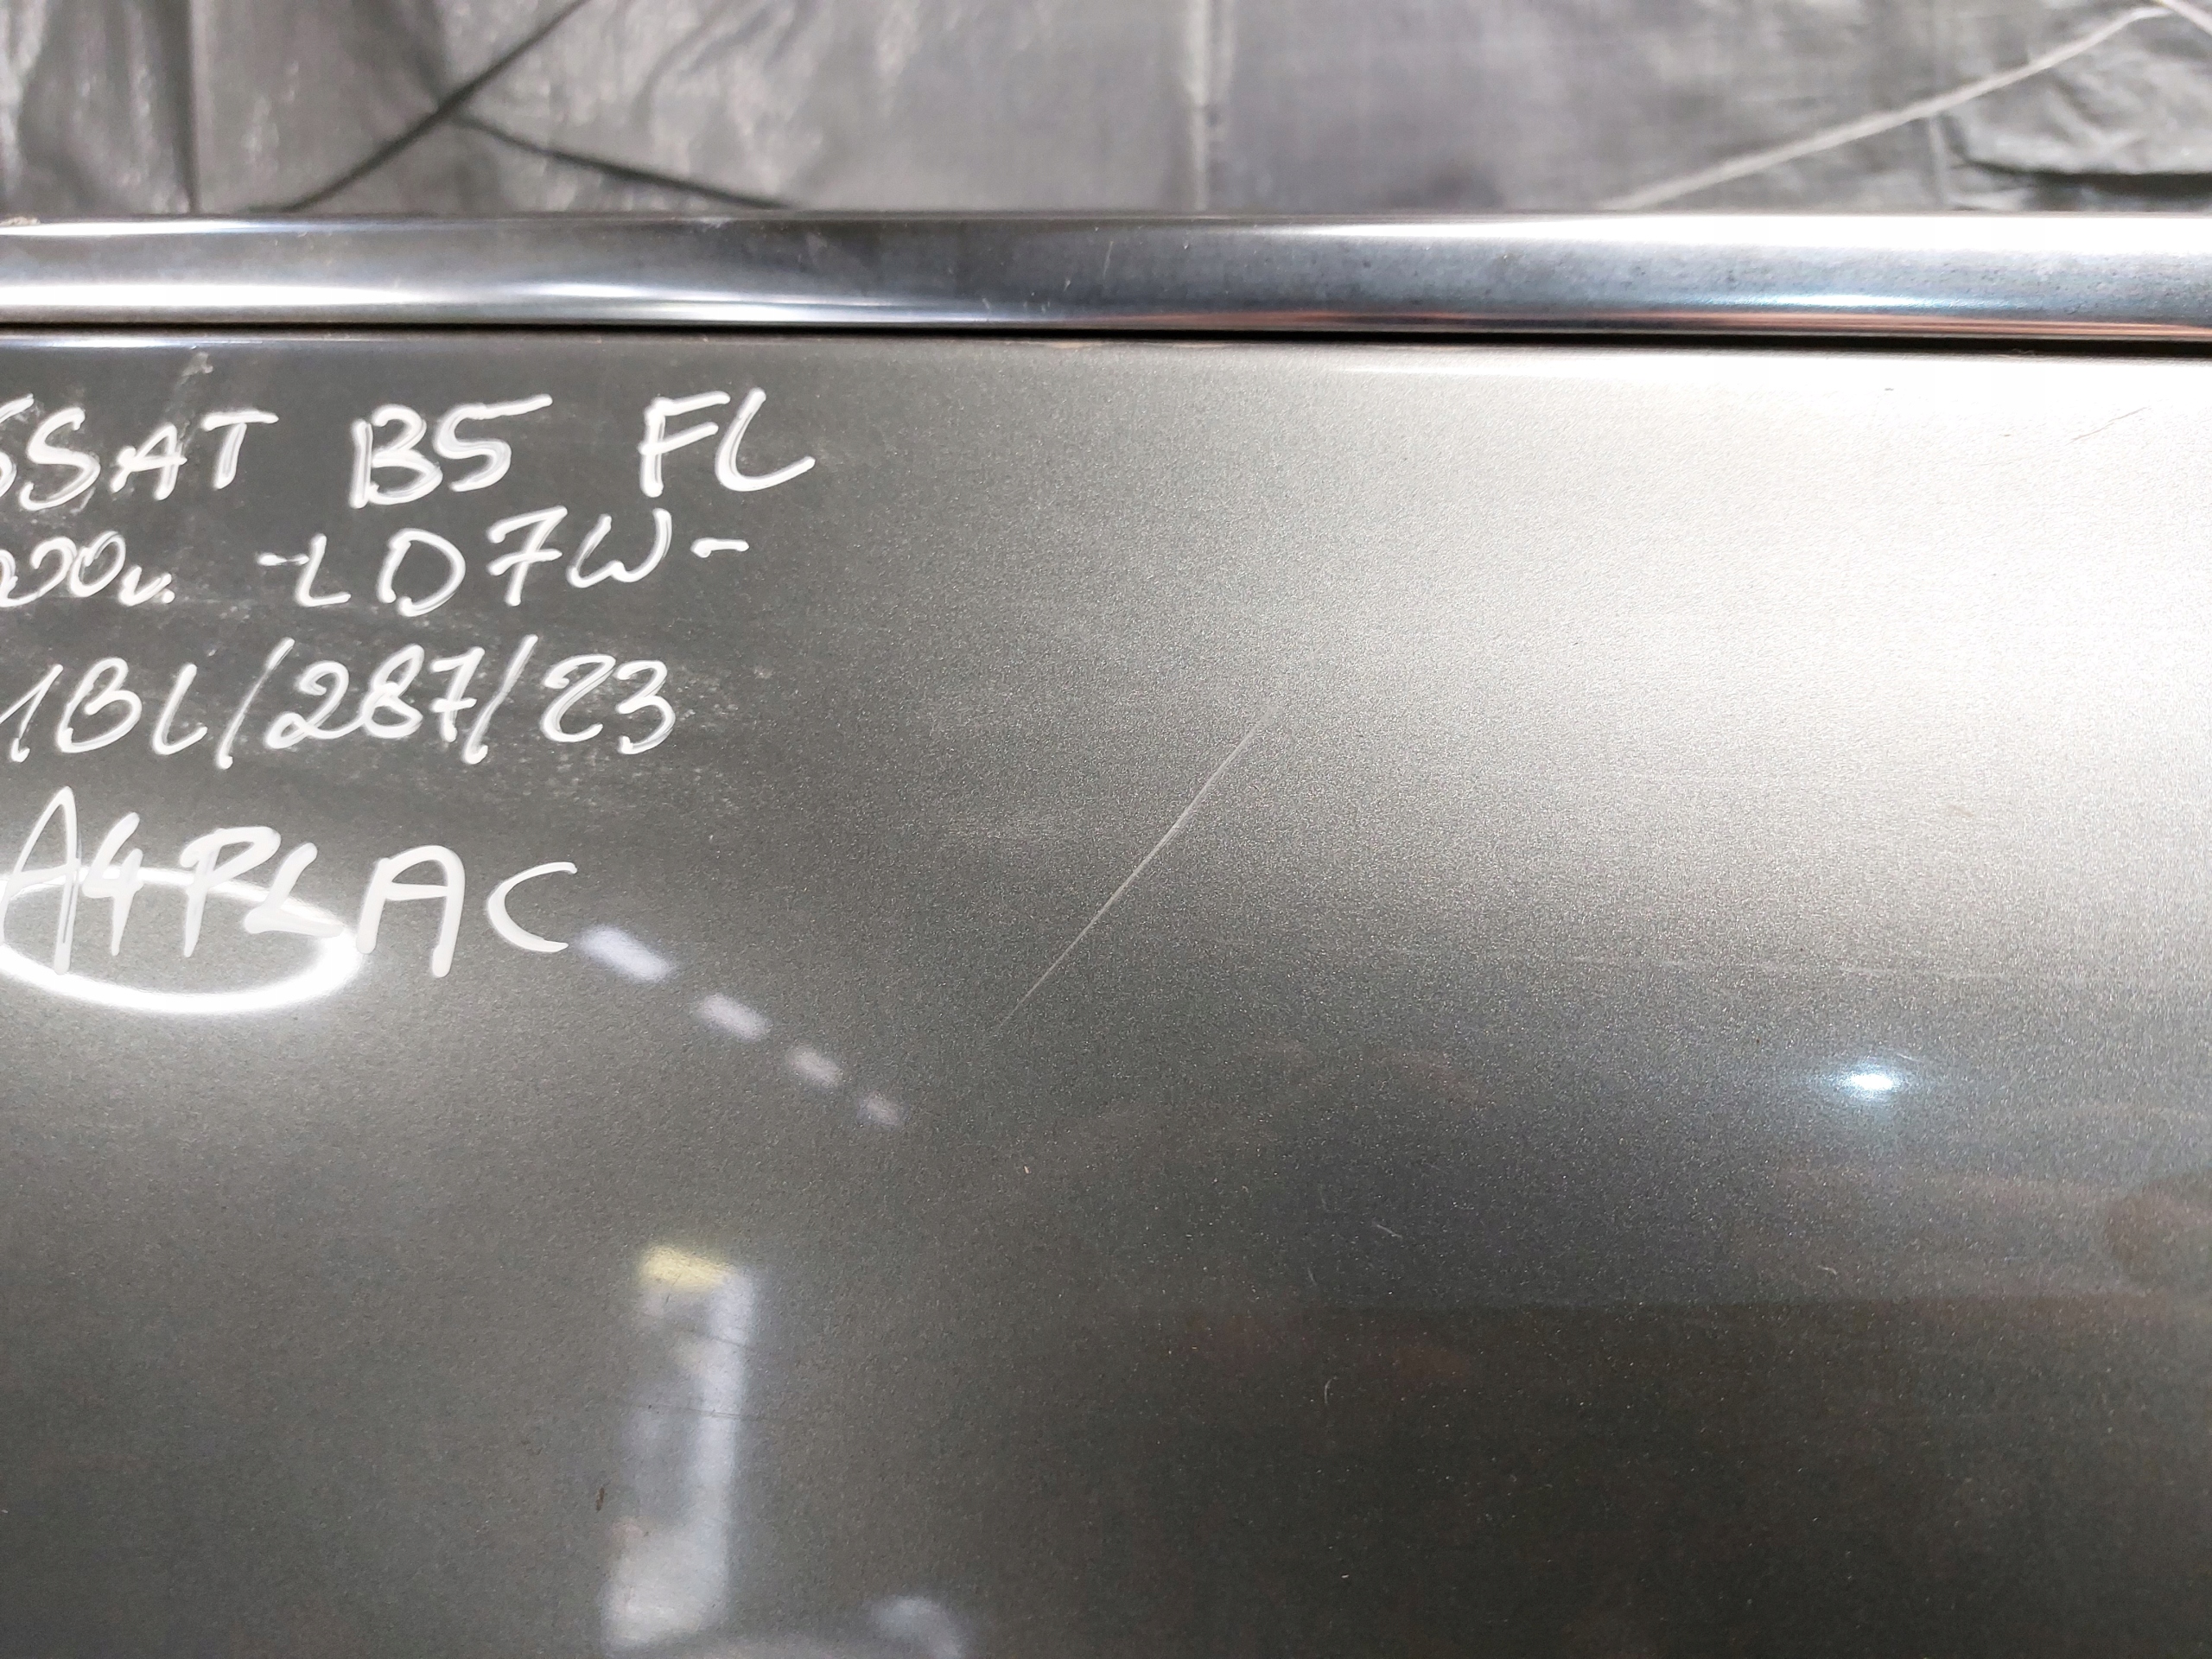 SSAT B5 FL
-LD7W-
1BL/287/23
A4PLAC